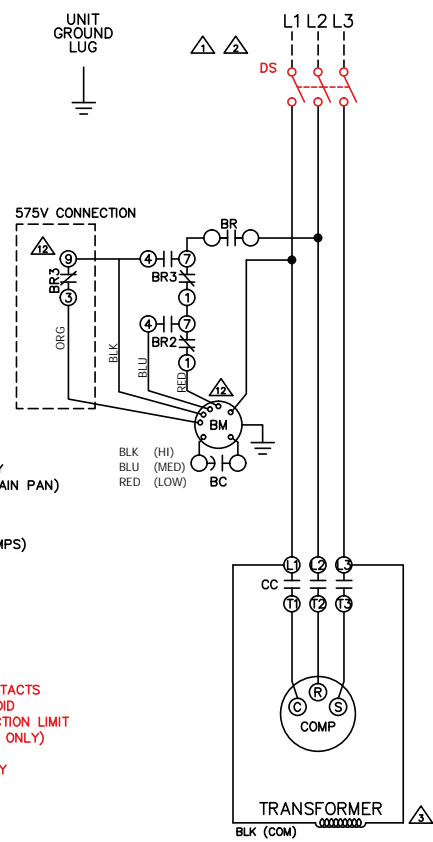 UNIT
GROUND
LUG
1 2
L1 L2 L3
DS
575V CONNECTION
BR
12
9
4
7
BR3
BR3
3
1
4
7
BR2
1
ORG
BLK
BLU
RED
12
BM
BLK (HI)
BLU (MED)
RED (LOW)
BC
Y
AIN PAN)
MPS)
L1 L2 L3
CC
T1 T2 T3
R
C S
COMP
TACTS
OID
CTION LIMIT
ONLY)
Y
TRANSFORMER
3
BLK (COM)